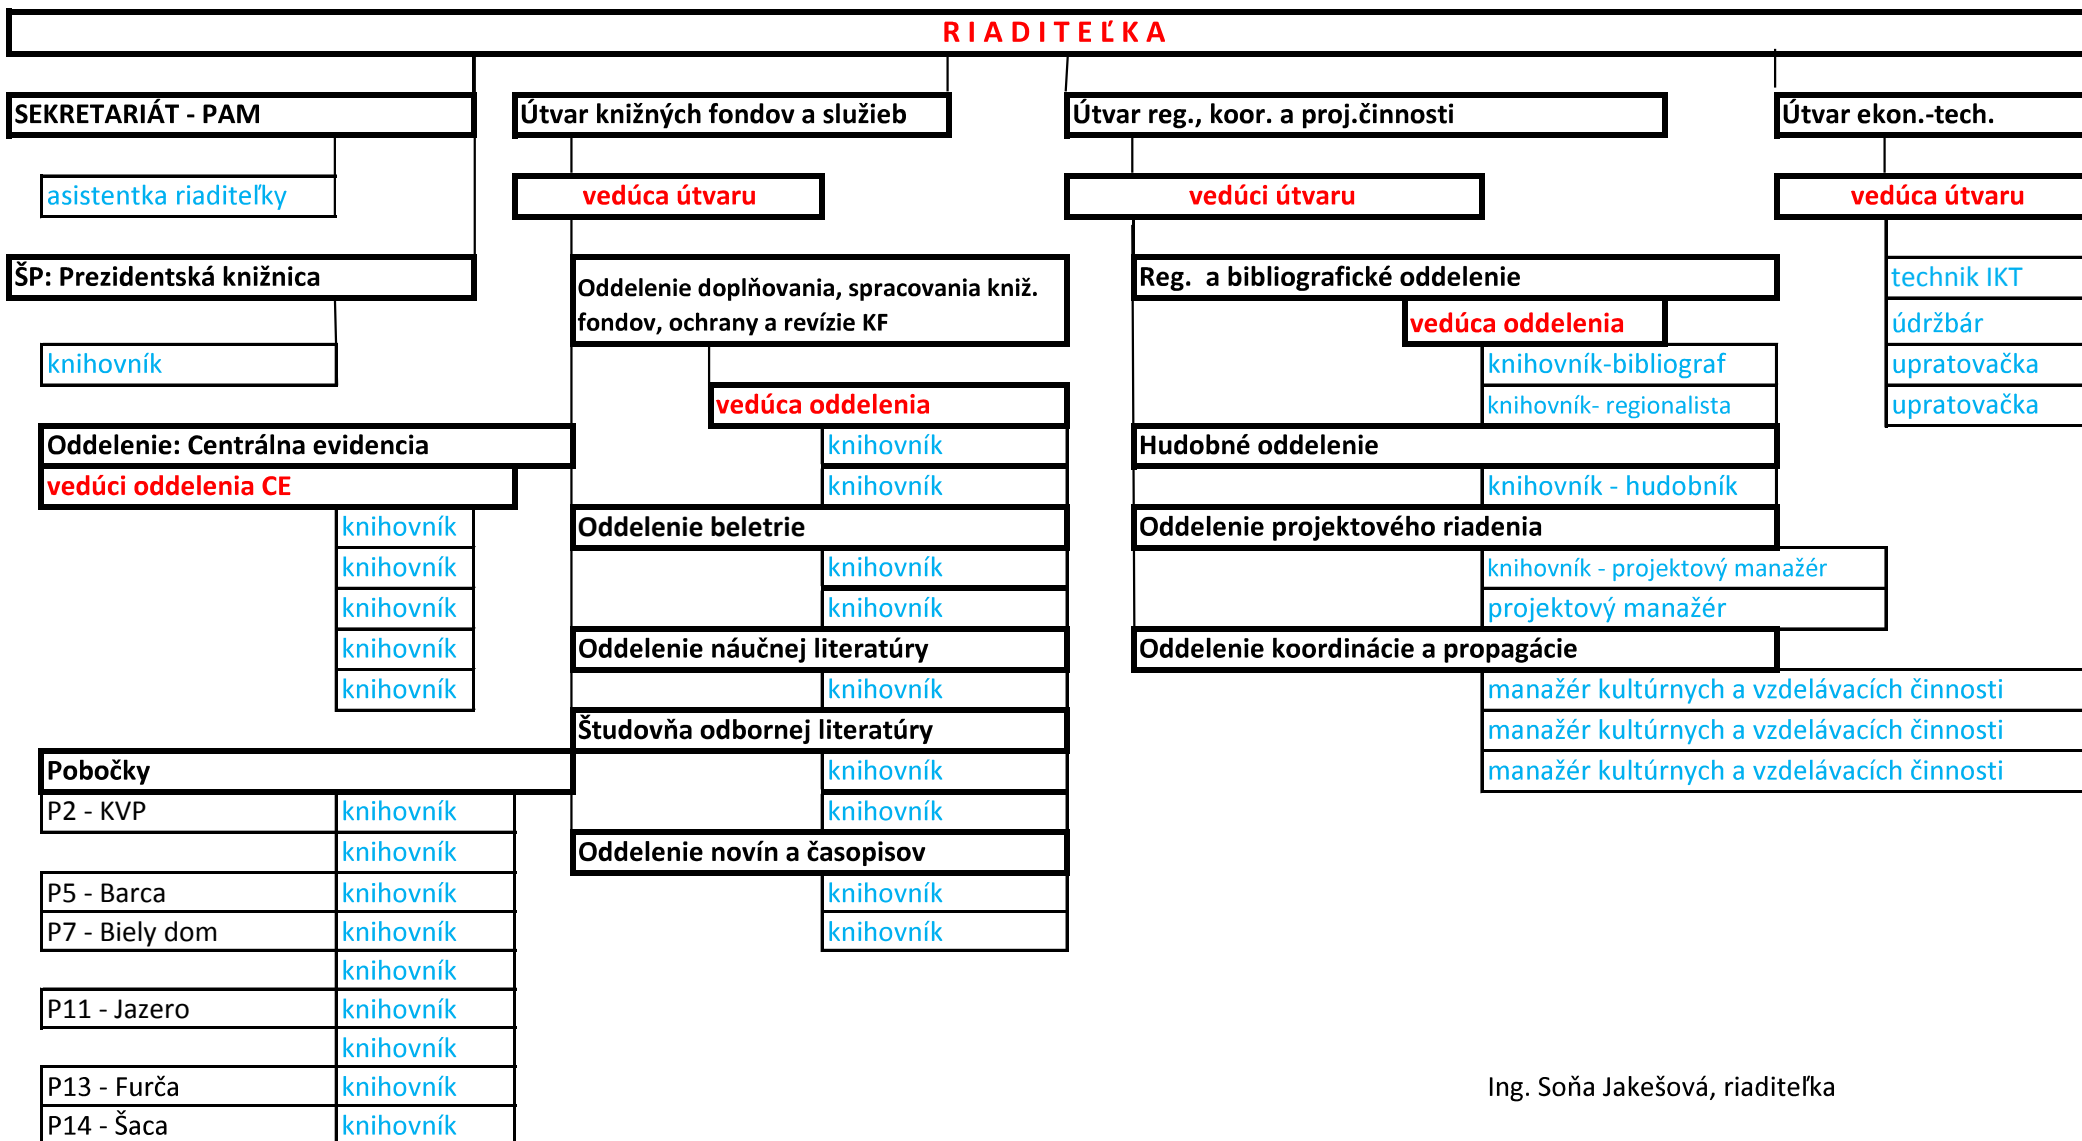 R I A D I T E Ľ K A
SEKRETARIÁT - PAM
asistentka riaditeľky
ŠP: Prezidentská knižnica
knihovník
Oddelenie: Centrálna evidencia
vedúci oddelenia CE
knihovník
knihovník
knihovník
knihovník
knihovník
Pobočky
P2 - KVP
knihovník
knihovník
P5 - Barca
knihovník
P7 - Biely dom
knihovník
knihovník
P11 - Jazero
knihovník
knihovník
P13 - Furča
knihovník
P14 - Šaca
knihovník
Útvar knižných fondov a služieb
vedúca útvaru
Oddelenie doplňovania, spracovania kniž.
fondov, ochrany a revízie KF
vedúca oddelenia
knihovník
knihovník
Oddelenie beletrie
knihovník
knihovník
Oddelenie náučnej literatúry
knihovník
Študovňa odbornej literatúry
knihovník
knihovník
Oddelenie novín a časopisov
knihovník
knihovník
Útvar reg., koor. a proj.činnosti
vedúci útvaru
Reg.  a bibliografické oddelenie
vedúca oddelenia
knihovník-bibliograf
knihovník- regionalista
Hudobné oddelenie
knihovník - hudobník
Oddelenie projektového riadenia
knihovník - projektový manažér
projektový manažér
Oddelenie koordinácie a propagácie
manažér kultúrnych a vzdelávacích činnosti
manažér kultúrnych a vzdelávacích činnosti
manažér kultúrnych a vzdelávacích činnosti
Útvar ekon.-tech.
vedúca útvaru
technik IKT
údržbár
upratovačka
upratovačka
Ing. Soňa Jakešová, riaditeľka